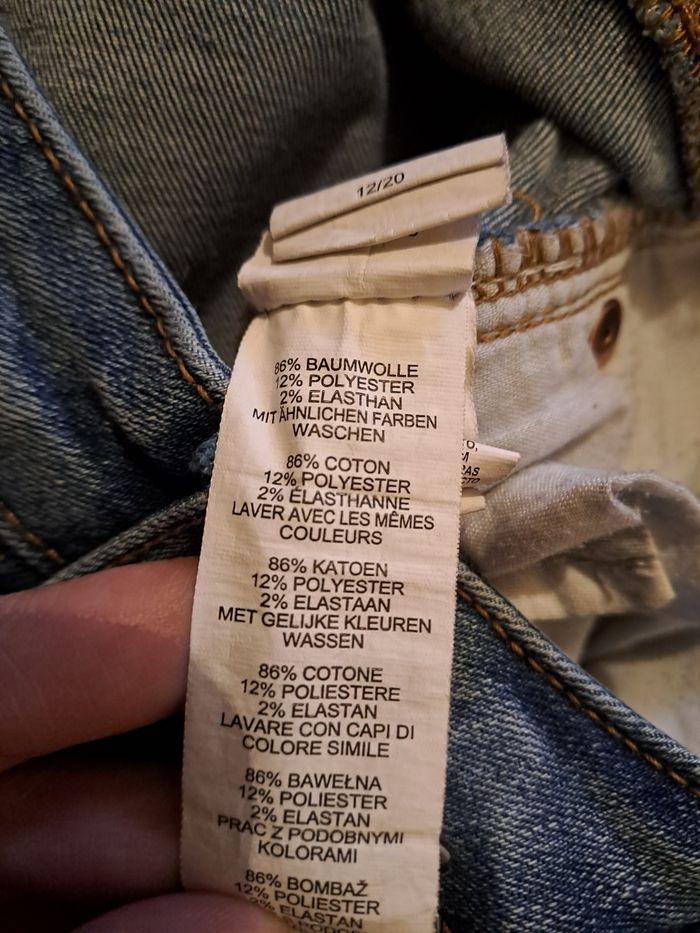 12/20
86% BAUMWOLLE
12% POLYESTER
2% ELASTHAN
MIT ÄHNLICHEN FARBEN
WASCHEN
86% COTON
12% POLYESTER
2% ÉLASTHANNE
LAVER AVEC LES MÊMES
COULEURS
86% KATOEN
12% POLYESTER
2% ELASTAAN
MET GELIJKE KLEUREN
WASSEN
86% COTONE
12% POLIESTERE
2% ELASTAN
LAVARE CON CAPI DI
COLORE SIMILE
86% BAWEŁNA
12% POLIESTER
2% ELASTAN
PRAĆ Z PODOBNYMI
KOLORAMI
86% BOMBAŽ
12% POLIESTER
2% ELASTAN